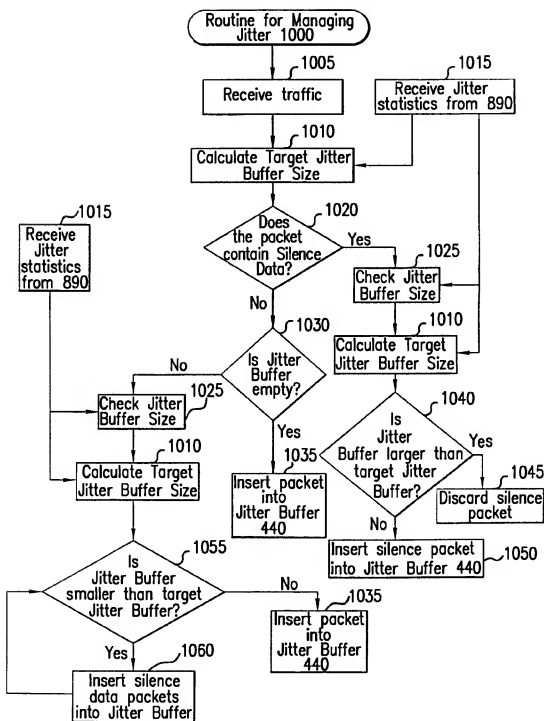 Routine for Managing
Jitter 1000
1005
Receive traffic
1015
Receive Jitter
statistics from 890
1010
Calculate Target Jitter
Buffer Size
1020
Does
the packet
contain Silence
Data?
Yes
No
1015
Receive
Jitter
statistics
from 890
1025
Check Jitter
Buffer Size
1010
Calculate Target
Jitter Buffer Size
1030
Is Jitter
Buffer
empty?
No
Yes
Check Jitter
Buffer Size
1025
1010
Calculate Target
Jitter Buffer Size
1035
Insert packet
into
Jitter Buffer
440
1040
Is
Jitter
Buffer larger than
target Jitter
Buffer?
Yes
1045
Discard silence
packet
No
Insert silence packet
into Jitter Buffer 440
1050
1055
Is
Jitter Buffer
smaller than target
Jitter Buffer?
No
1035
Insert packet
into
Jitter Buffer
440
Yes
1060
Insert silence
data packets
into Jitter Buffer